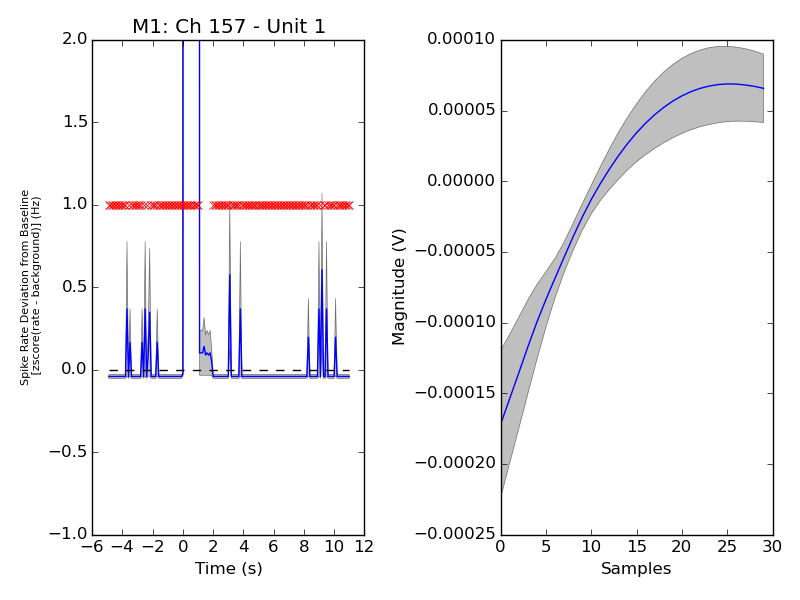 M1: Ch 157 - Unit 1
2.0
1.5
1.0
0.5
0.0
−0.5
−1.0
Spike Rate Deviation from Baseline
[zscore(rate - background)] (Hz)
−6 −4 −2 0 2 4 6 8 10 12
Time (s)
0.00010
0.00005
0.00000
−0.00005
−0.00010
−0.00015
−0.00020
−0.00025
Magnitude (V)
0 5 10 15 20 25 30
Samples